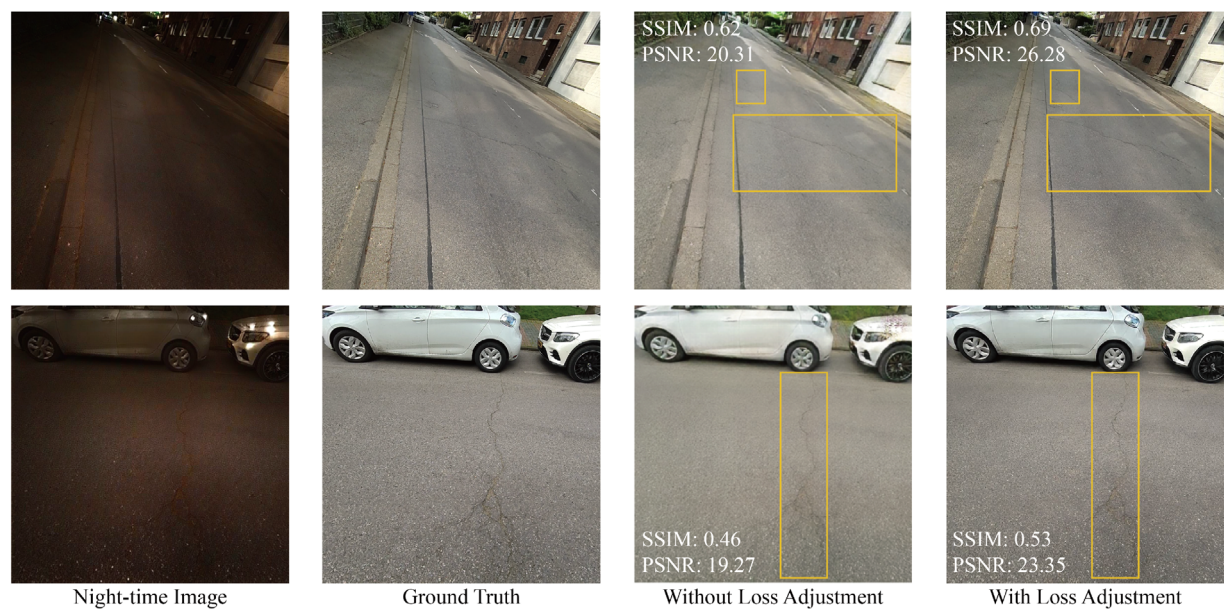 SSIM: 0.62
PSNR: 20.31
SSIM: 0.69
PSNR: 26.28
SSIM: 0.46
PSNR: 19.27
SSIM: 0.53
PSNR: 23.35
Night-time Image
Ground Truth
Without Loss Adjustment
With Loss Adjustment